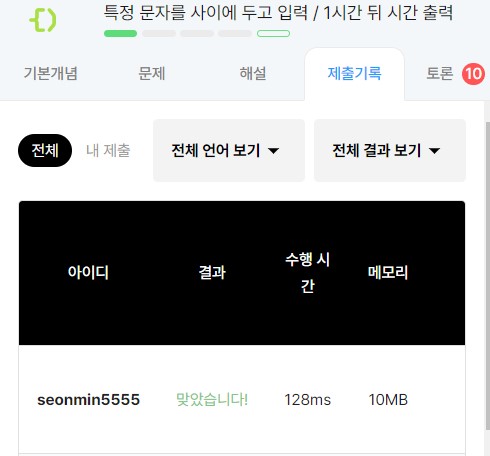 특정 문자를 사이에 두고 입력 / 1시간 뒤 시간 출력
기본개념 문제 해설 제출기록 토론 10
전체 내 제출 전체 언어 보기 전체 결과 보기
아이디 결과 수행 시간 메모리
seonmin5555 맞았습니다! 128ms 10MB